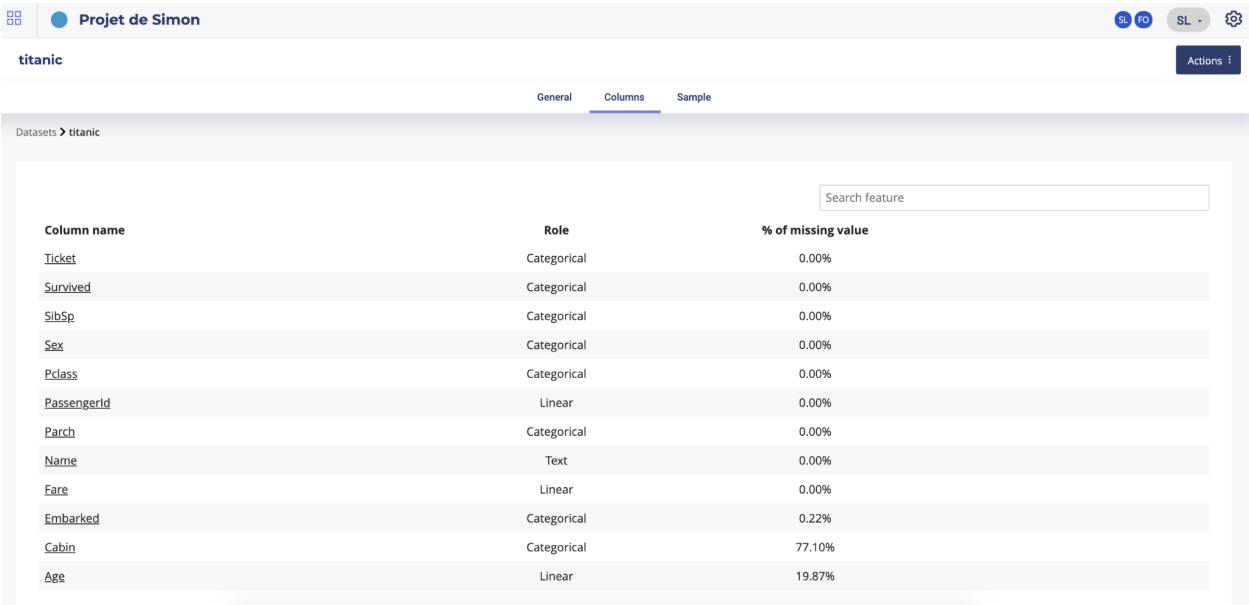 Projet de Simon
SL FO SL -
titanic
Actions
General Columns Sample
Datasets titanic
Search feature
Column name Role % of missing value
Ticket Categorical 0.00%
Survived Categorical 0.00%
SibSp Categorical 0.00%
Sex Categorical 0.00%
Pclass Categorical 0.00%
PassengerId Linear 0.00%
Parch Categorical 0.00%
Name Text 0.00%
Fare Linear 0.00%
Embarked Categorical 0.22%
Cabin Categorical 77.10%
Age Linear 19.87%